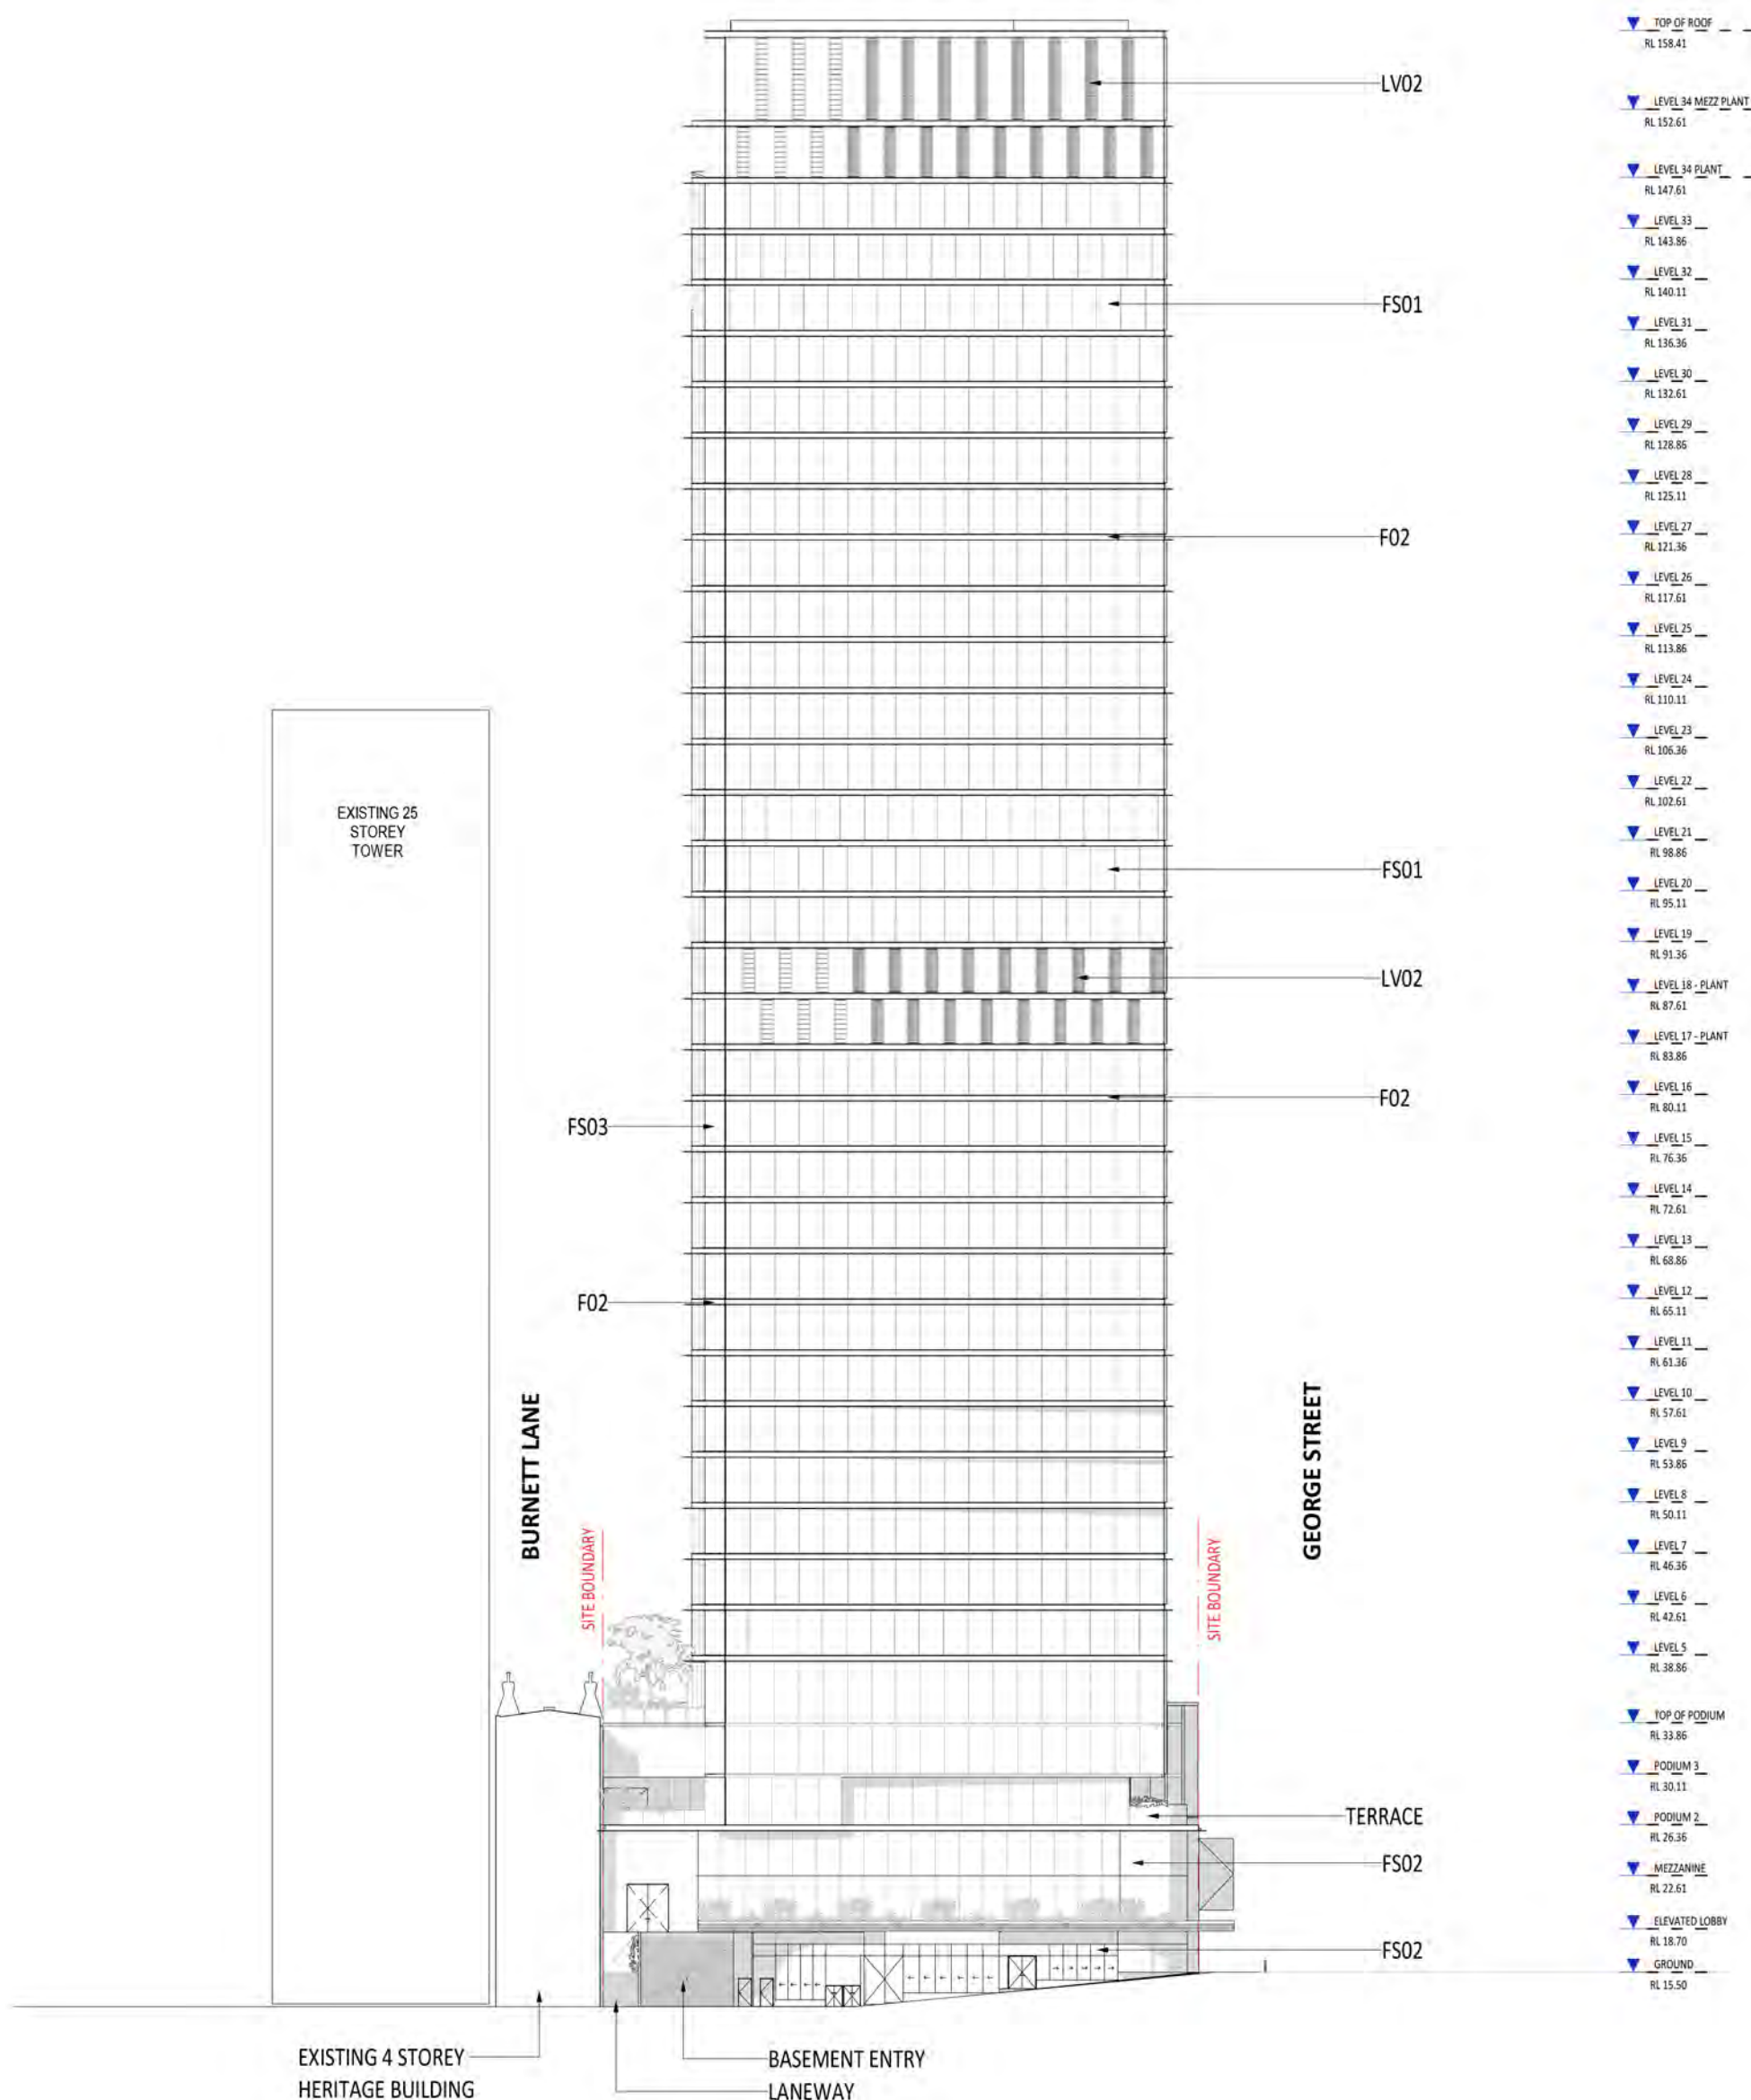 TOP OF ROOF
RL 158.41
LV02
LEVEL 34 MEZZ PLANT
RL 152.61
LEVEL 34 PLANT
RL 147.61
LEVEL 33
RL 143.86
LEVEL 32
RL 140.11
FS01
LEVEL 31
RL 136.36
LEVEL 30
RL 132.61
LEVEL 29
RL 128.86
LEVEL 28
RL 125.11
F02
LEVEL 27
RL 121.36
LEVEL 26
RL 117.61
LEVEL 25
RL 113.86
LEVEL 24
RL 110.11
LEVEL 23
RL 106.36
LEVEL 22
RL 102.61
EXISTING 25
STOREY
TOWER
LEVEL 21
RL 98.86
FS01
LEVEL 20
RL 95.11
LEVEL 19
RL 91.36
LV02
LEVEL 18 - PLANT
RL 87.61
LEVEL 17 - PLANT
RL 83.86
F02
LEVEL 16
RL 80.11
FS03
LEVEL 15
RL 76.36
LEVEL 14
RL 72.61
LEVEL 13
RL 68.86
F02
LEVEL 12
RL 65.11
LEVEL 11
RL 61.36
LEVEL 10
RL 57.61
BURNETT LANE
GEORGE STREET
LEVEL 9
RL 53.86
LEVEL 8
RL 50.11
LEVEL 7
RL 46.36
SITE BOUNDARY
SITE BOUNDARY
LEVEL 6
RL 42.61
LEVEL 5
RL 38.86
TOP OF PODIUM
RL 33.86
PODIUM 3
RL 30.11
TERRACE
PODIUM 2
RL 26.36
FS02
MEZZANINE
RL 22.61
ELEVATED LOBBY
RL 18.70
FS02
GROUND
RL 15.50
EXISTING 4 STOREY
HERITAGE BUILDING
BASEMENT ENTRY
LANEWAY